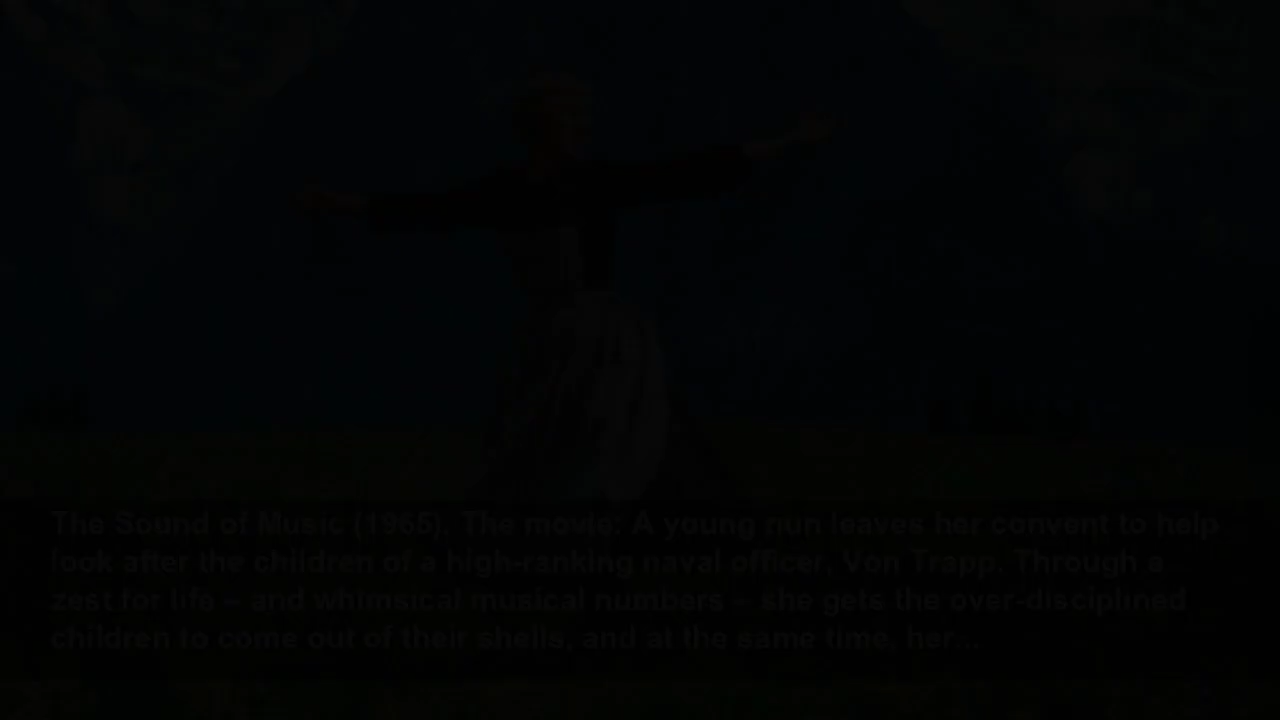 The Sound of Music (1965). The movie: A young nun leaves her convent to help
look after the children of a high-ranking naval officer, Von Trapp. Through a
zest for life – and whimsical musical numbers – she gets the over-disciplined
children to come out of their shells, and at the same time, her...